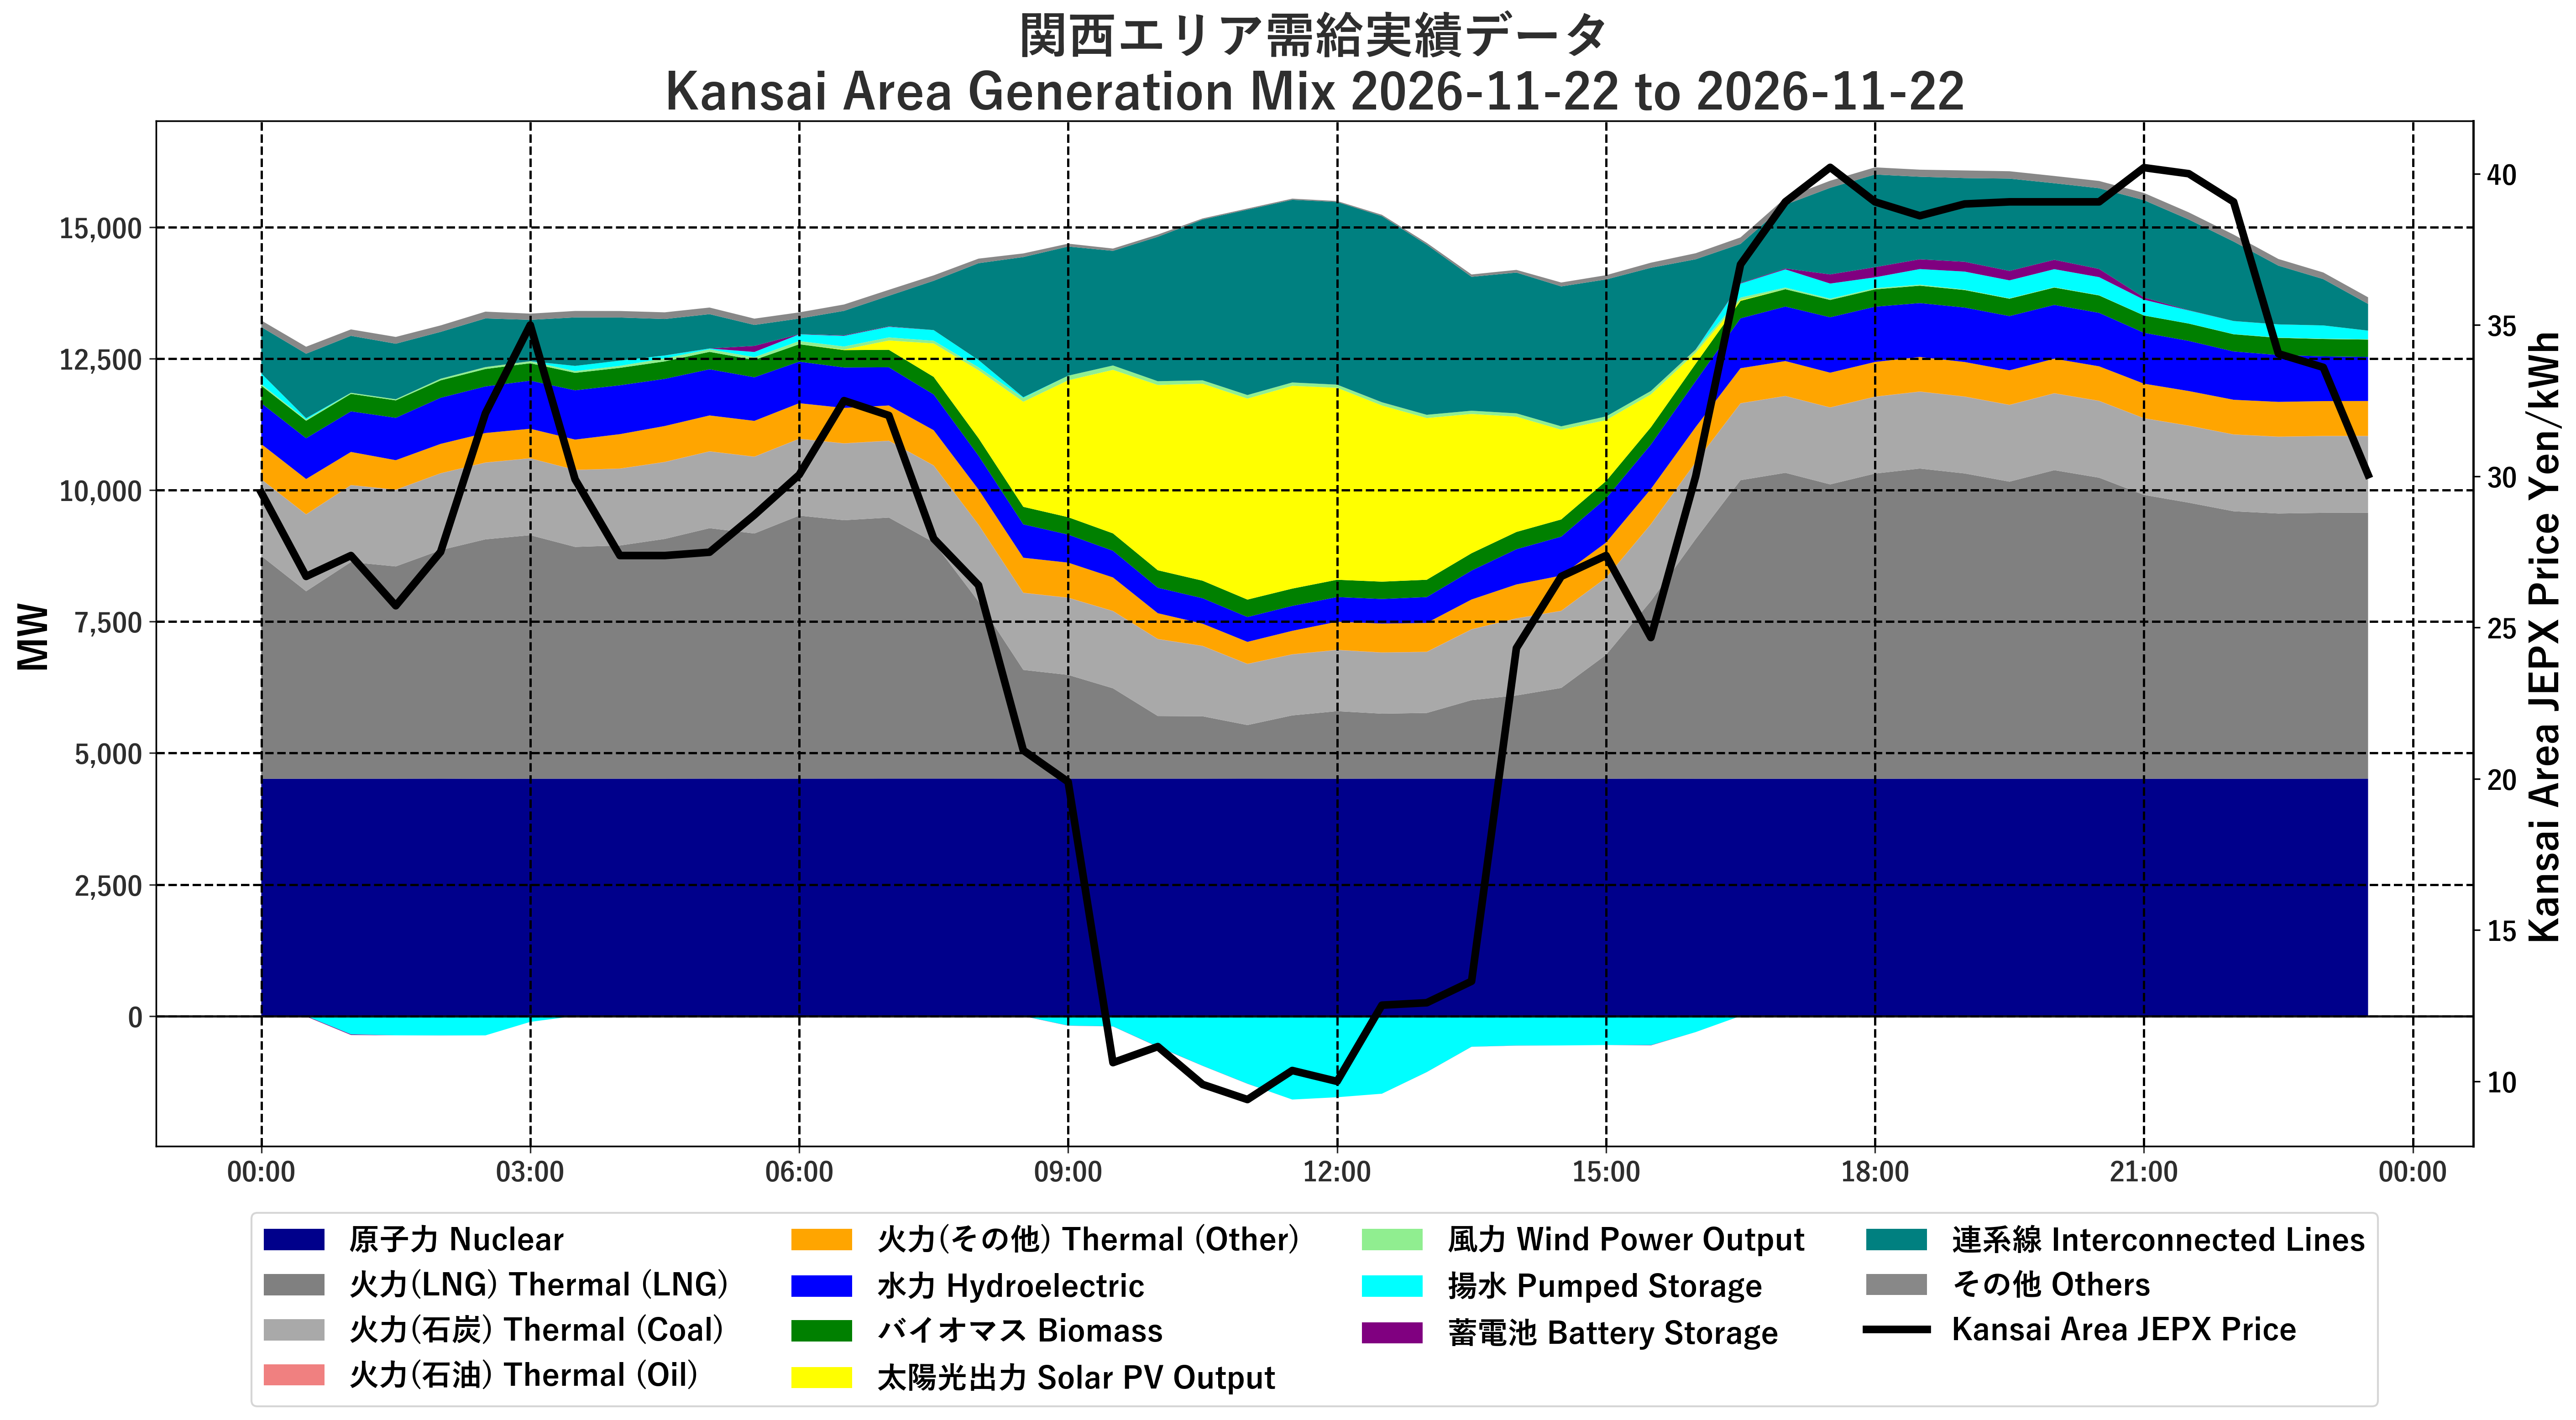 関西エリア需給実績データ
Kansai Area Generation Mix 2026-11-22 to 2026-11-22
MW
15,000
12,500
10,000
7,500
5,000
2,500
0
40
35
30
25
20
15
10
Kansai Area JEPX Price Yen/kWh
00:00 03:00 06:00 09:00 12:00 15:00 18:00 21:00 00:00
原子力 Nuclear
火力(LNG) Thermal (LNG)
火力(石炭) Thermal (Coal)
火力(石油) Thermal (Oil)
火力(その他) Thermal (Other)
水力 Hydroelectric
バイオマス Biomass
太陽光出力 Solar PV Output
風力 Wind Power Output
揚水 Pumped Storage
蓄電池 Battery Storage
連系線 Interconnected Lines
その他 Others
Kansai Area JEPX Price